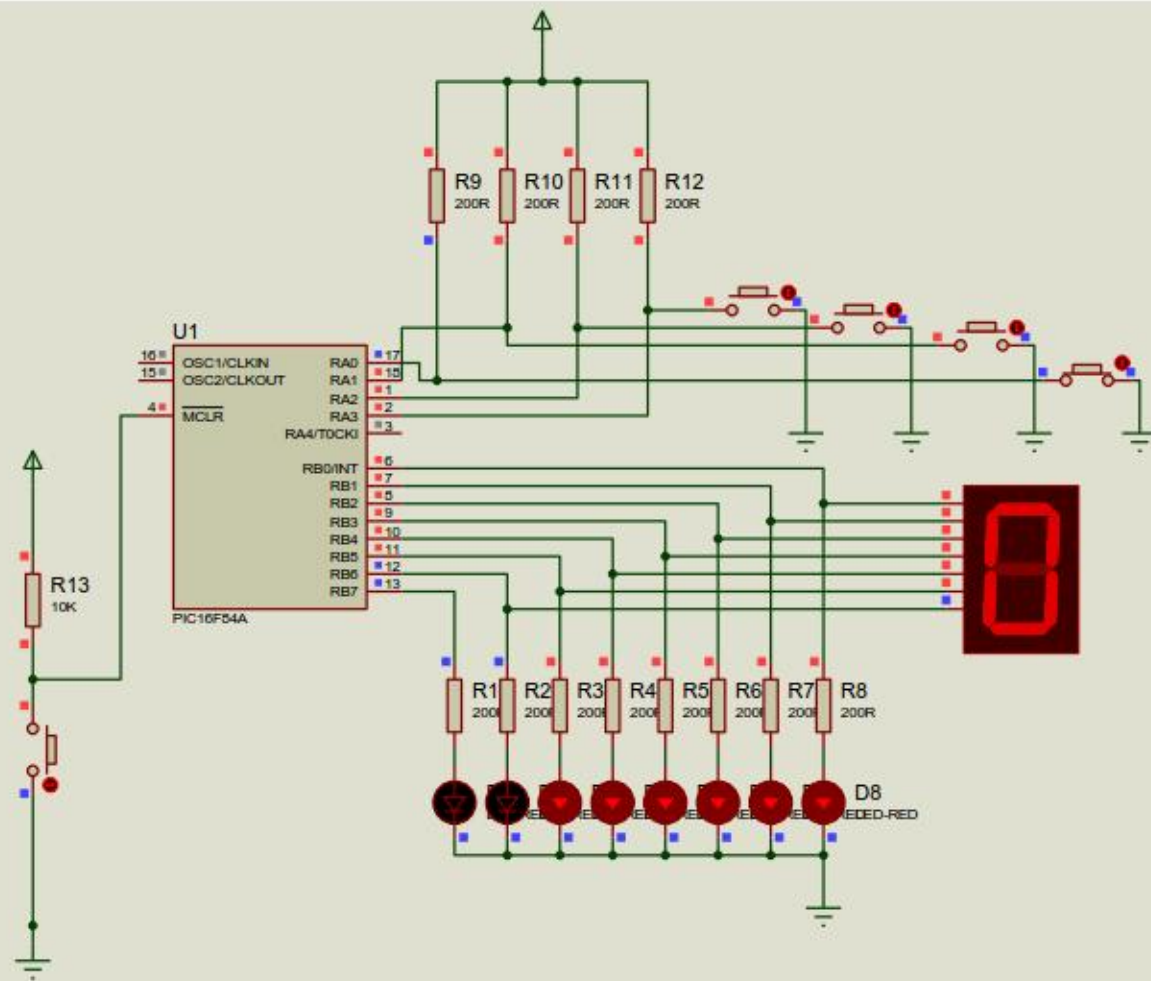 R9
200R
R10
200R
R11
200R
R12
200R
U1
16
OSC1/CLKIN
15
OSC2/CLKOUT
4
MCLR
RA0
17
RA1
18
RA2
1
RA3
2
RA4/T0CKI
3
RB0/INT
6
RB1
7
RB2
8
RB3
9
RB4
10
RB5
11
RB6
12
RB7
13
PIC16F84A
R13
10K
R1
R2
R3
R4
R5
R6
R7
R8
200R
D8
LED-RED